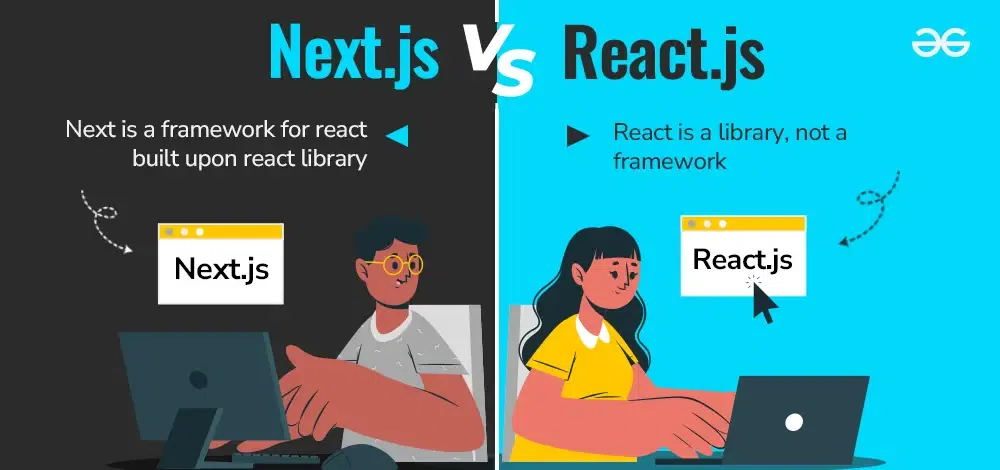 Next.js
VS
React.js
Next is a framework for react
built upon react library
React is a library, not a
framework
Next.js
React.js